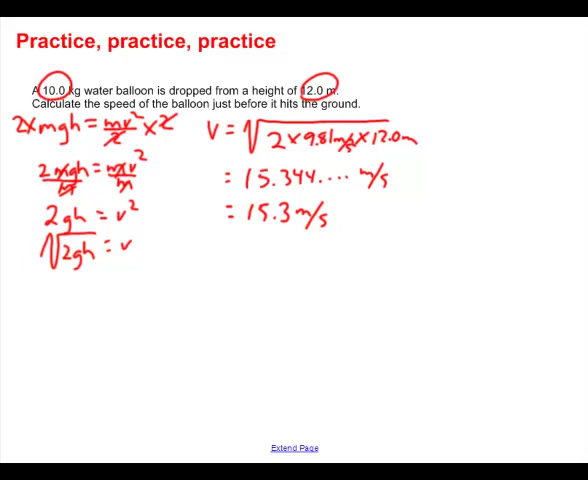 Practice, practice, practice
A 10.0 kg water balloon is dropped from a height of 12.0 m.
Calculate the speed of the balloon just before it hits the ground.
2×mgh = mv²/2 ×2
2mgh/m = mv²/m
2gh = v²
√2gh = v
v = √2×9.81m/s×12.0m
= 15.344.... m/s
= 15.3 m/s
Extend Page